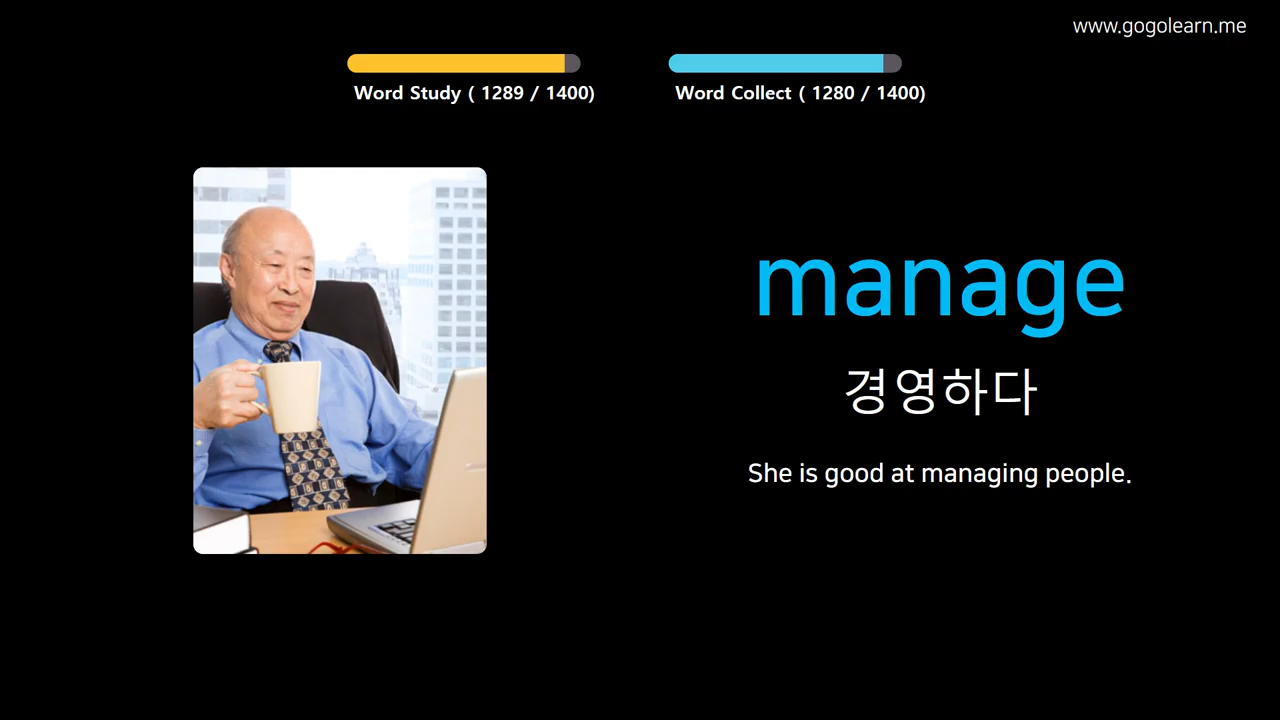 www.gogolearn.me
Word Study ( 1289 / 1400)
Word Collect ( 1280 / 1400)
manage
경영하다
She is good at managing people.